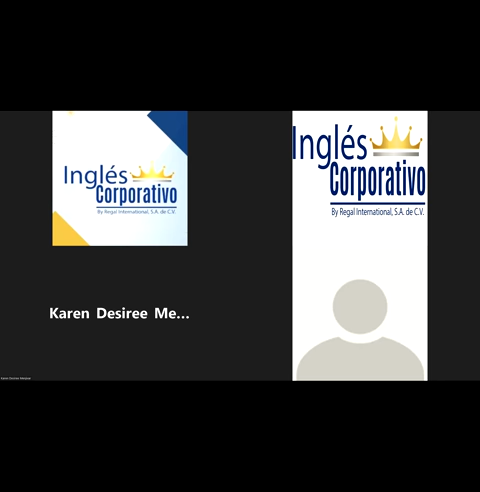 Inglés
Corporativo
By Regal International, S.A. de C.V.
Karen Desiree Me...
Inglés
Corporativo
By Regal International, S.A. de C.V.